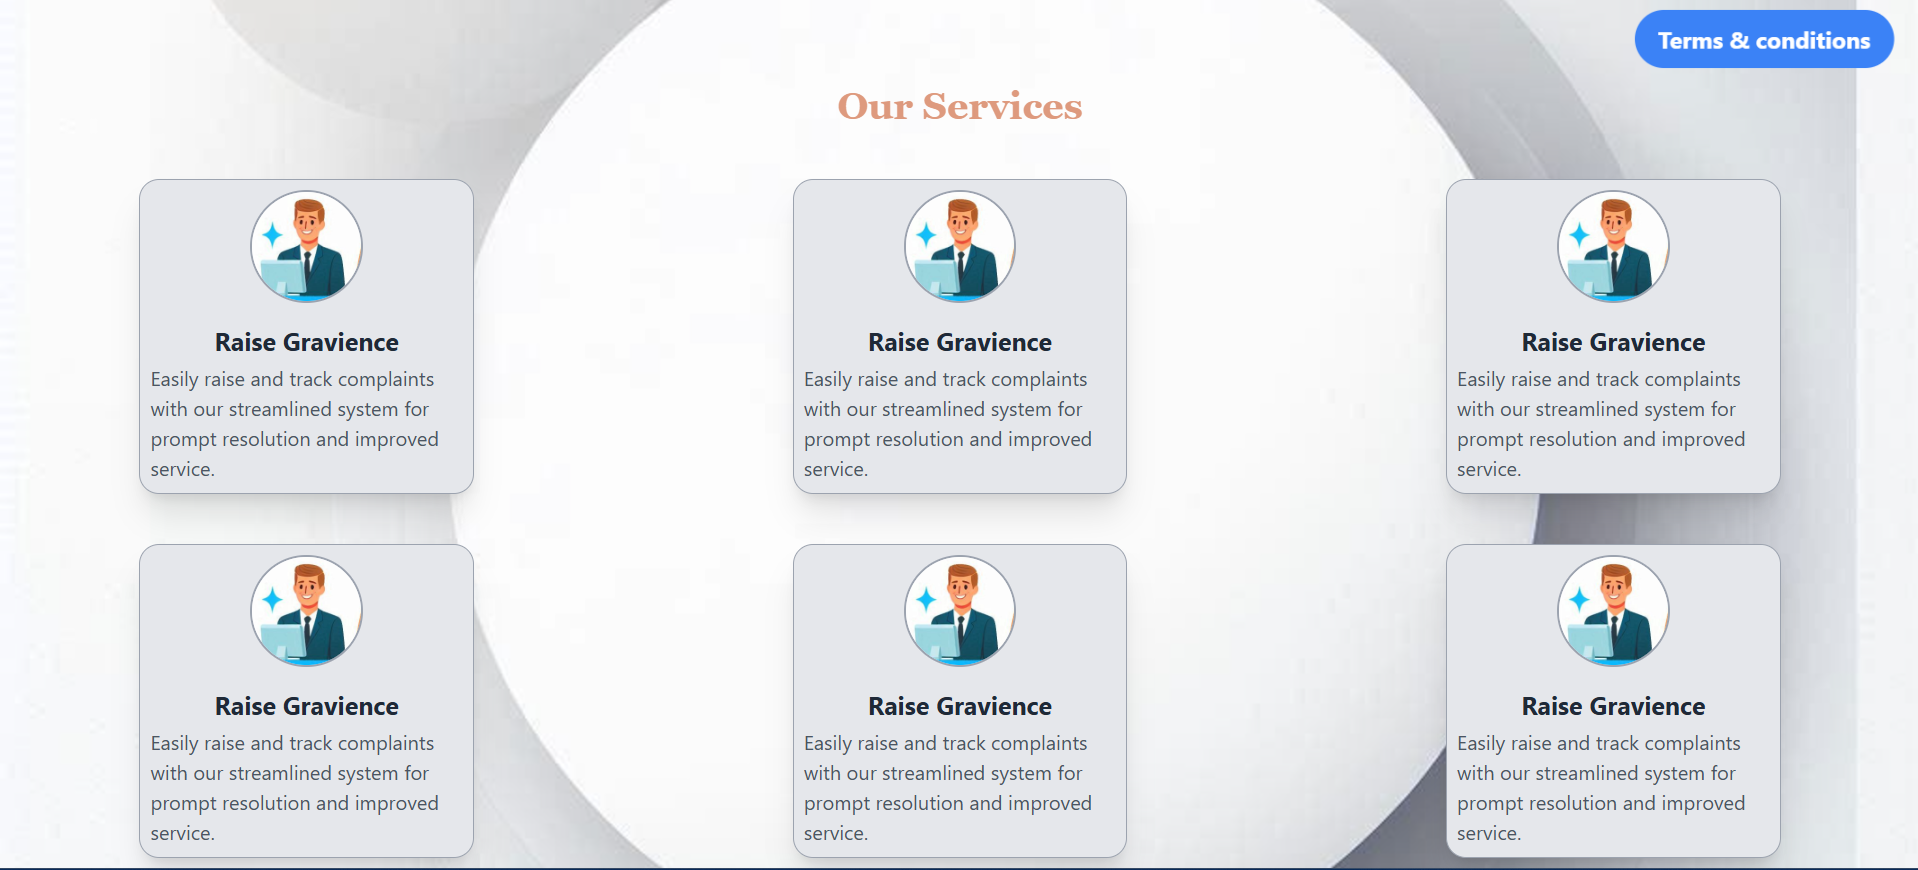 Terms & conditions
Our Services
Raise Gravience
Easily raise and track complaints
with our streamlined system for
prompt resolution and improved
service.
Raise Gravience
Easily raise and track complaints
with our streamlined system for
prompt resolution and improved
service.
Raise Gravience
Easily raise and track complaints
with our streamlined system for
prompt resolution and improved
service.
Raise Gravience
Easily raise and track complaints
with our streamlined system for
prompt resolution and improved
service.
Raise Gravience
Easily raise and track complaints
with our streamlined system for
prompt resolution and improved
service.
Raise Gravience
Easily raise and track complaints
with our streamlined system for
prompt resolution and improved
service.